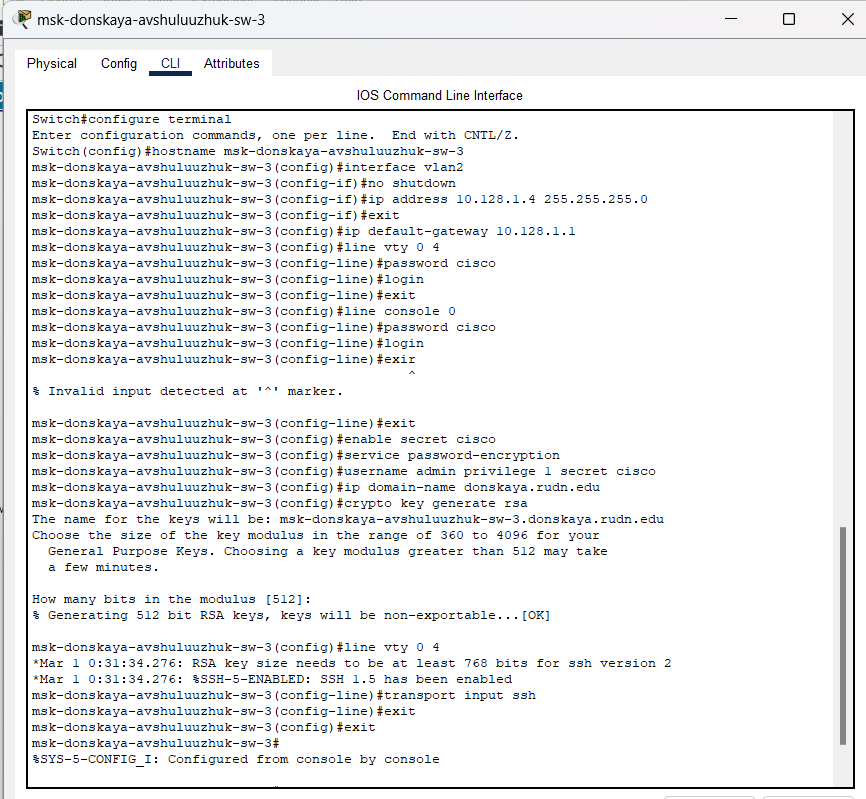 msk-donskaya-avshuluuzhuk-sw-3
Physical Config CLI Attributes
IOS Command Line Interface
Switch#configure terminal
Enter configuration commands, one per line.  End with CNTL/Z.
Switch(config)#hostname msk-donskaya-avshuluuzhuk-sw-3
msk-donskaya-avshuluuzhuk-sw-3(config)#interface vlan2
msk-donskaya-avshuluuzhuk-sw-3(config-if)#no shutdown
msk-donskaya-avshuluuzhuk-sw-3(config-if)#ip address 10.128.1.4 255.255.255.0
msk-donskaya-avshuluuzhuk-sw-3(config-if)#exit
msk-donskaya-avshuluuzhuk-sw-3(config)#ip default-gateway 10.128.1.1
msk-donskaya-avshuluuzhuk-sw-3(config)#line vty 0 4
msk-donskaya-avshuluuzhuk-sw-3(config-line)#password cisco
msk-donskaya-avshuluuzhuk-sw-3(config-line)#login
msk-donskaya-avshuluuzhuk-sw-3(config-line)#exit
msk-donskaya-avshuluuzhuk-sw-3(config)#line console 0
msk-donskaya-avshuluuzhuk-sw-3(config-line)#password cisco
msk-donskaya-avshuluuzhuk-sw-3(config-line)#login
msk-donskaya-avshuluuzhuk-sw-3(config-line)#exir
^
% Invalid input detected at '^' marker.
msk-donskaya-avshuluuzhuk-sw-3(config-line)#exit
msk-donskaya-avshuluuzhuk-sw-3(config)#enable secret cisco
msk-donskaya-avshuluuzhuk-sw-3(config)#service password-encryption
msk-donskaya-avshuluuzhuk-sw-3(config)#username admin privilege 1 secret cisco
msk-donskaya-avshuluuzhuk-sw-3(config)#ip domain-name donskaya.rudn.edu
msk-donskaya-avshuluuzhuk-sw-3(config)#crypto key generate rsa
The name for the keys will be: msk-donskaya-avshuluuzhuk-sw-3.donskaya.rudn.edu
Choose the size of the key modulus in the range of 360 to 4096 for your
General Purpose Keys. Choosing a key modulus greater than 512 may take
a few minutes.
How many bits in the modulus [512]:
% Generating 512 bit RSA keys, keys will be non-exportable...[OK]
msk-donskaya-avshuluuzhuk-sw-3(config)#line vty 0 4
*Mar 1 0:31:34.276: RSA key size needs to be at least 768 bits for ssh version 2
*Mar 1 0:31:34.276: %SSH-5-ENABLED: SSH 1.5 has been enabled
msk-donskaya-avshuluuzhuk-sw-3(config-line)#transport input ssh
msk-donskaya-avshuluuzhuk-sw-3(config-line)#exit
msk-donskaya-avshuluuzhuk-sw-3(config)#exit
msk-donskaya-avshuluuzhuk-sw-3#
%SYS-5-CONFIG_I: Configured from console by console